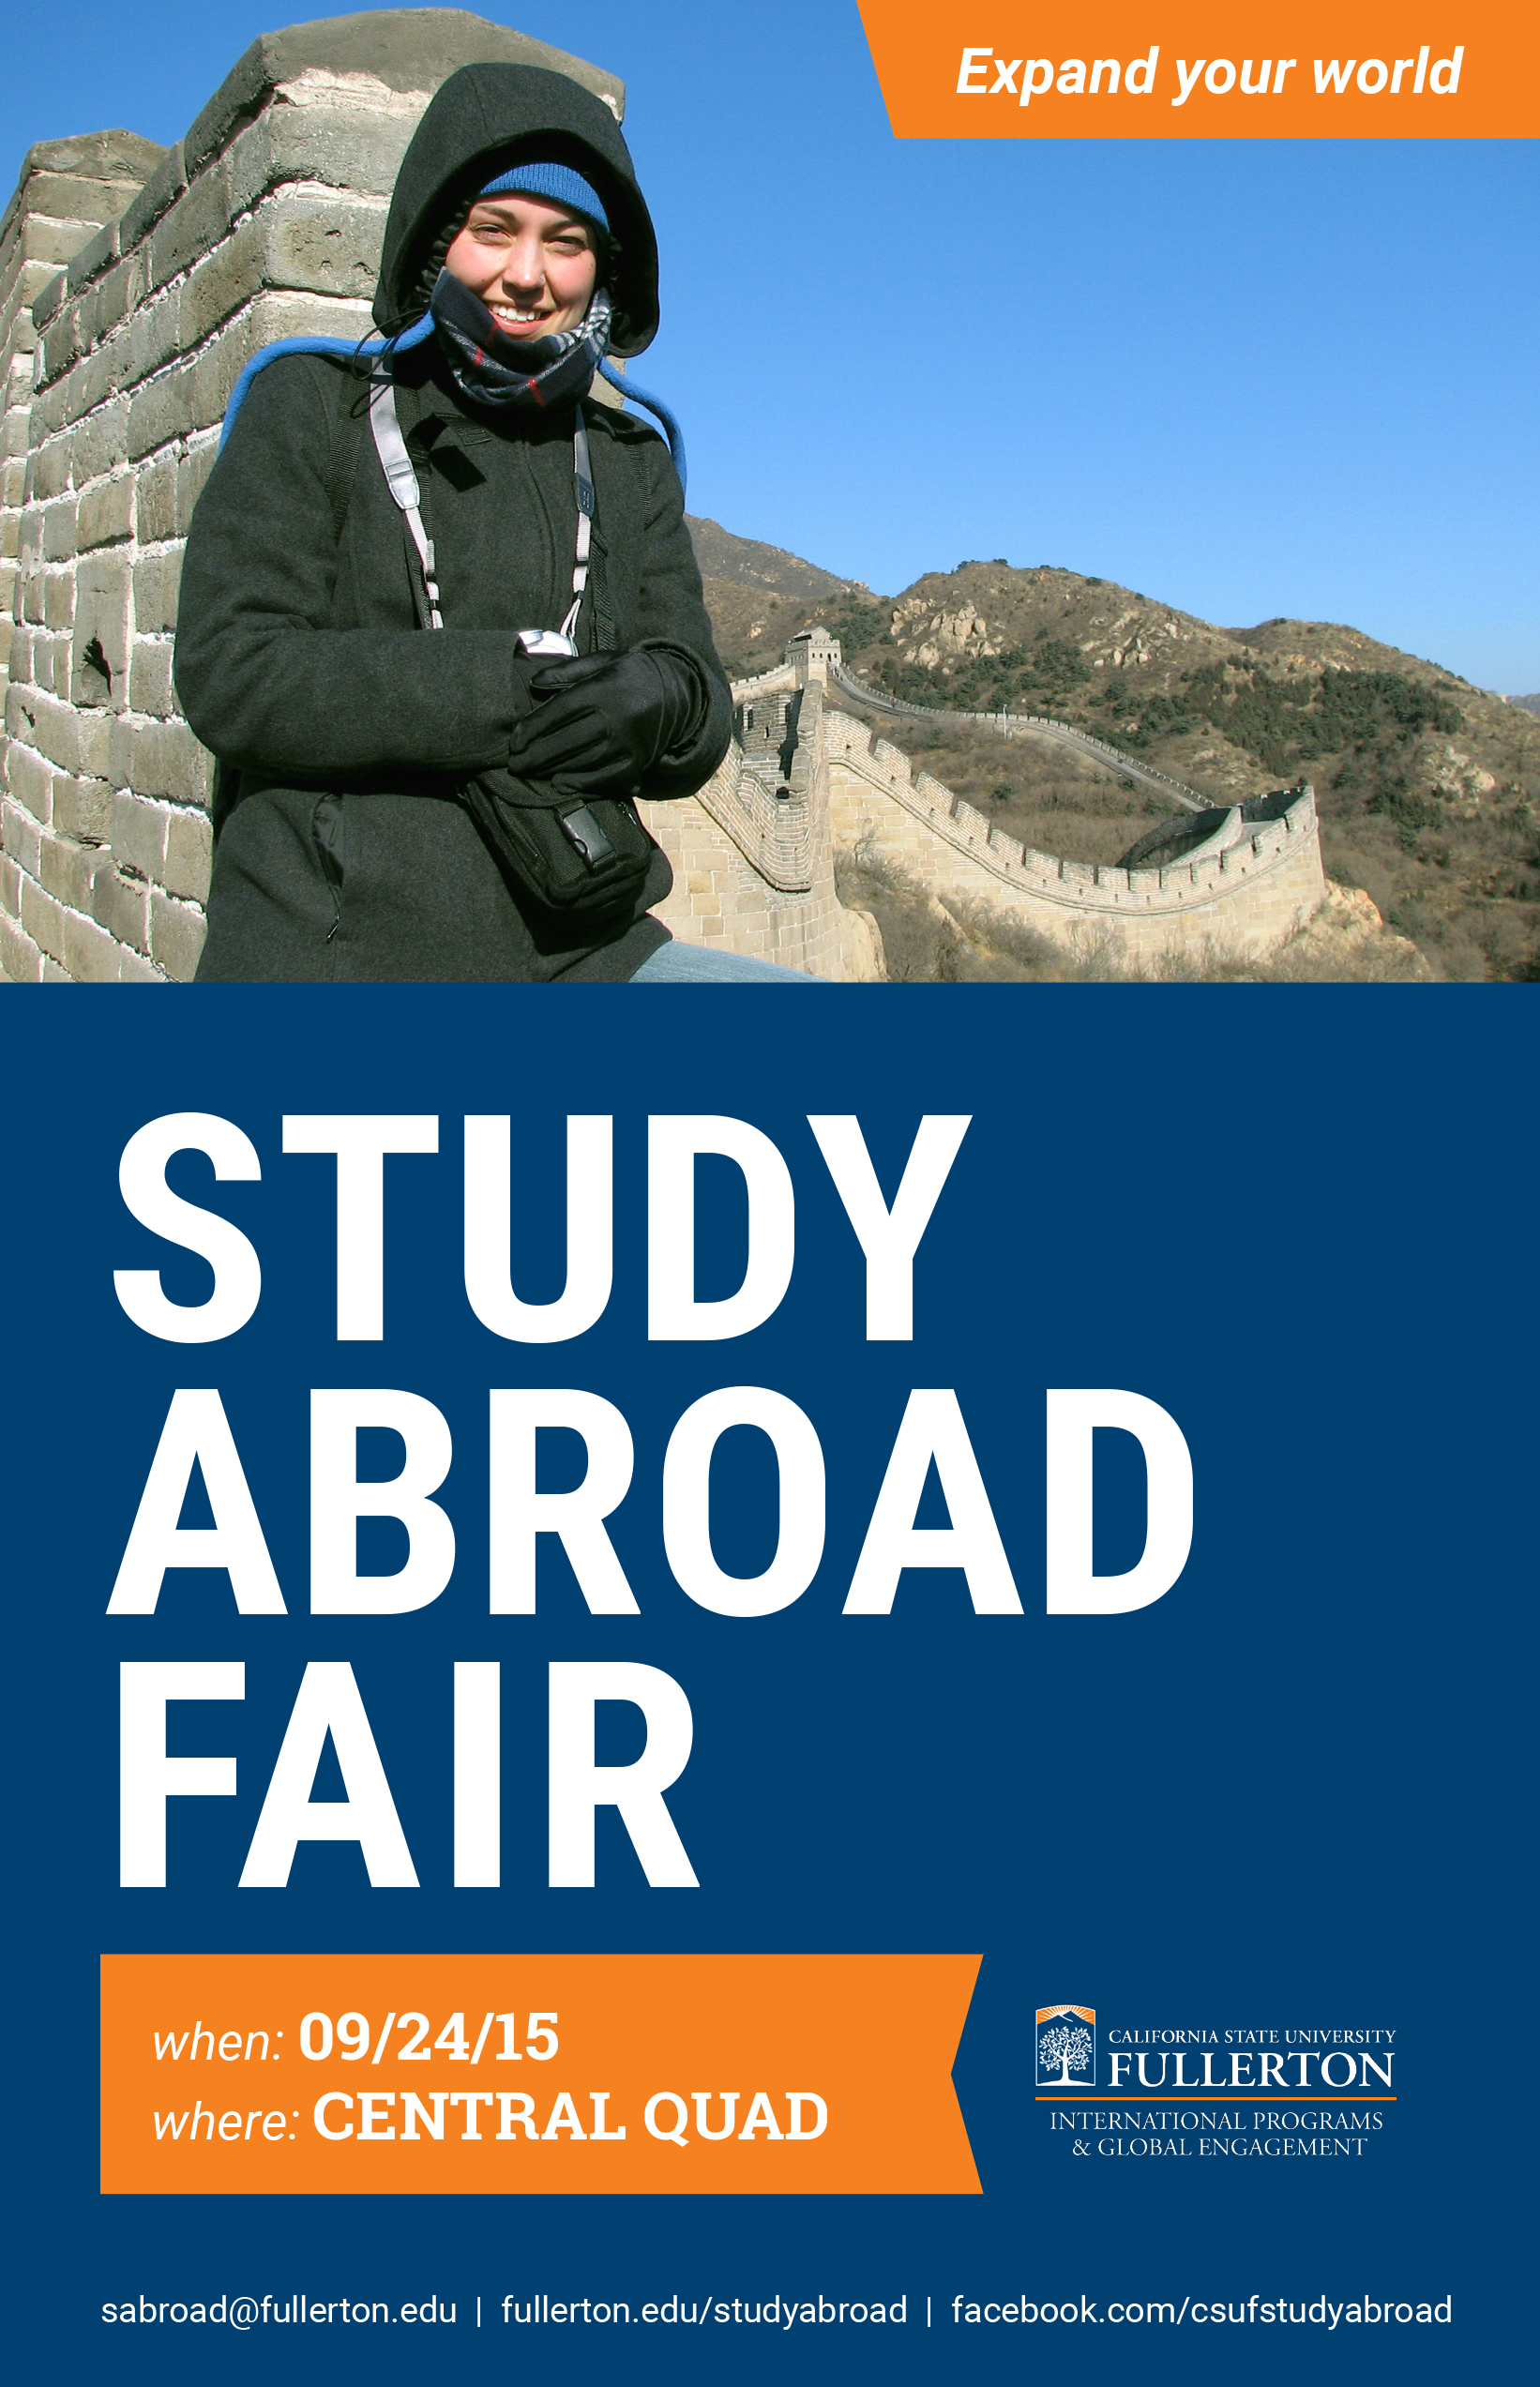 Expand your world
STUDY
ABROAD
FAIR
when: 09/24/15
where: CENTRAL QUAD
CALIFORNIA STATE UNIVERSITY
FULLERTON
INTERNATIONAL PROGRAMS
& GLOBAL ENGAGEMENT
sabroad@fullerton.edu | fullerton.edu/studyabroad | facebook.com/csufstudyabroad